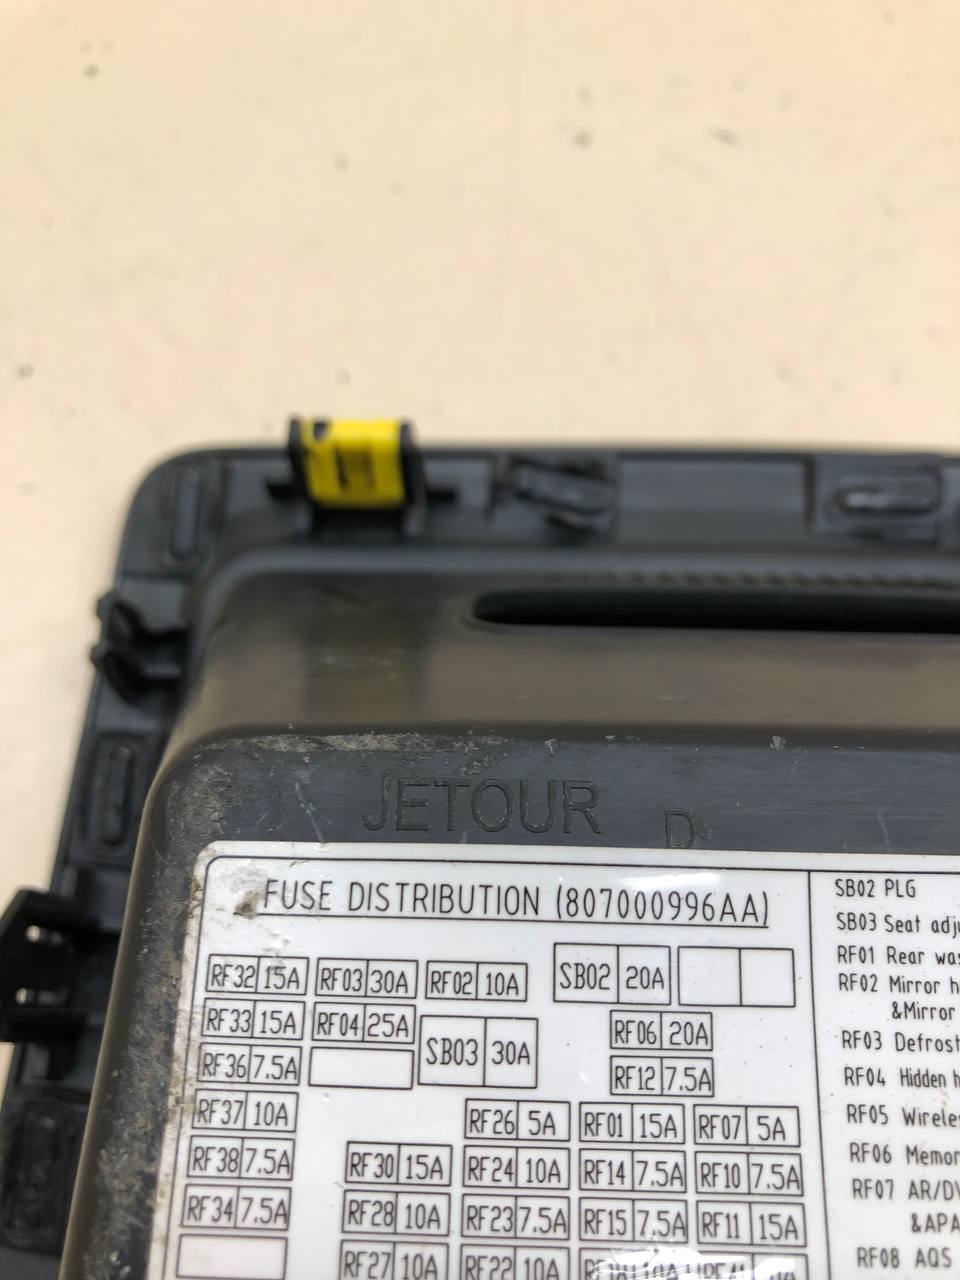 JETOUR D
FUSE DISTRIBUTION (807000996AA)
RF32 15A RF03 30A RF02 10A SB02 20A
RF33 15A RF04 25A SB03 30A RF06 20A
RF36 7.5A RF12 7.5A
RF37 10A RF26 5A RF01 15A RF07 5A
RF38 7.5A RF30 15A RF24 10A RF14 7.5A RF10 7.5A
RF34 7.5A RF28 10A RF23 7.5A RF15 7.5A RF11 15A
RF27 10A RF22 10A
SB02 PLG
SB03 Seat
RF01 Rear
RF02 Mirror
&Mirror
RF03
RF04 Hidden
RF05
RF06
RF07
&APA
RF08 AQS